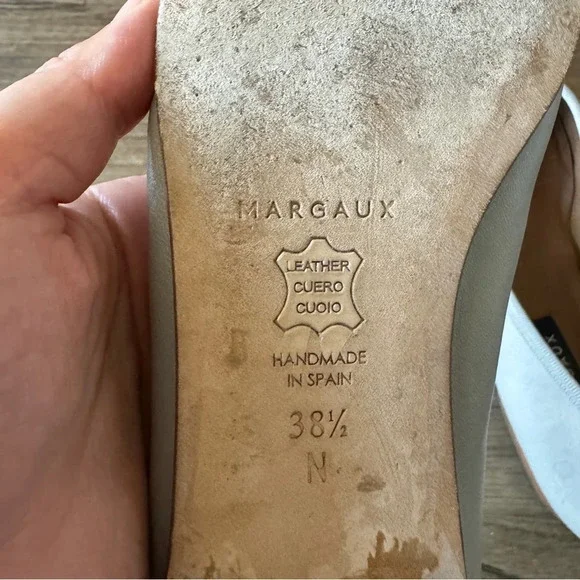 MARGAUX
LEATHER
CUERO
CUOIO
HANDMADE
IN SPAIN
38½
N